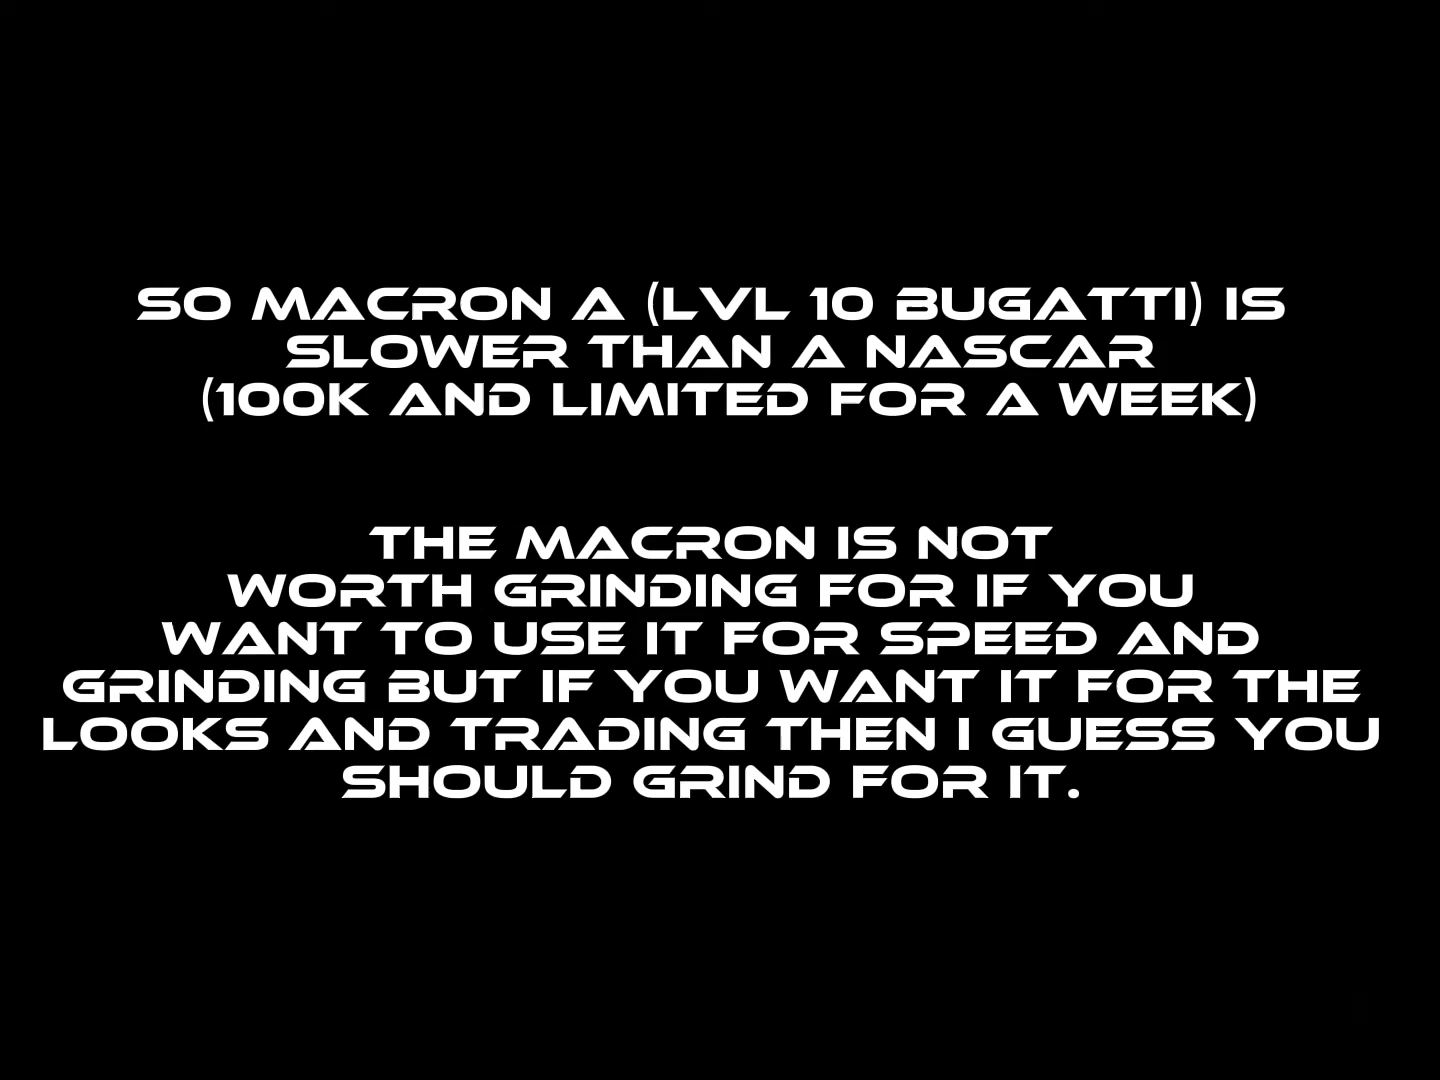 SO MACRON A (LVL 10 BUGATTI) IS
SLOWER THAN A NASCAR
(100K AND LIMITED FOR A WEEK)
THE MACRON IS NOT
WORTH GRINDING FOR IF YOU
WANT TO USE IT FOR SPEED AND
GRINDING BUT IF YOU WANT IT FOR THE
LOOKS AND TRADING THEN I GUESS YOU
SHOULD GRIND FOR IT.